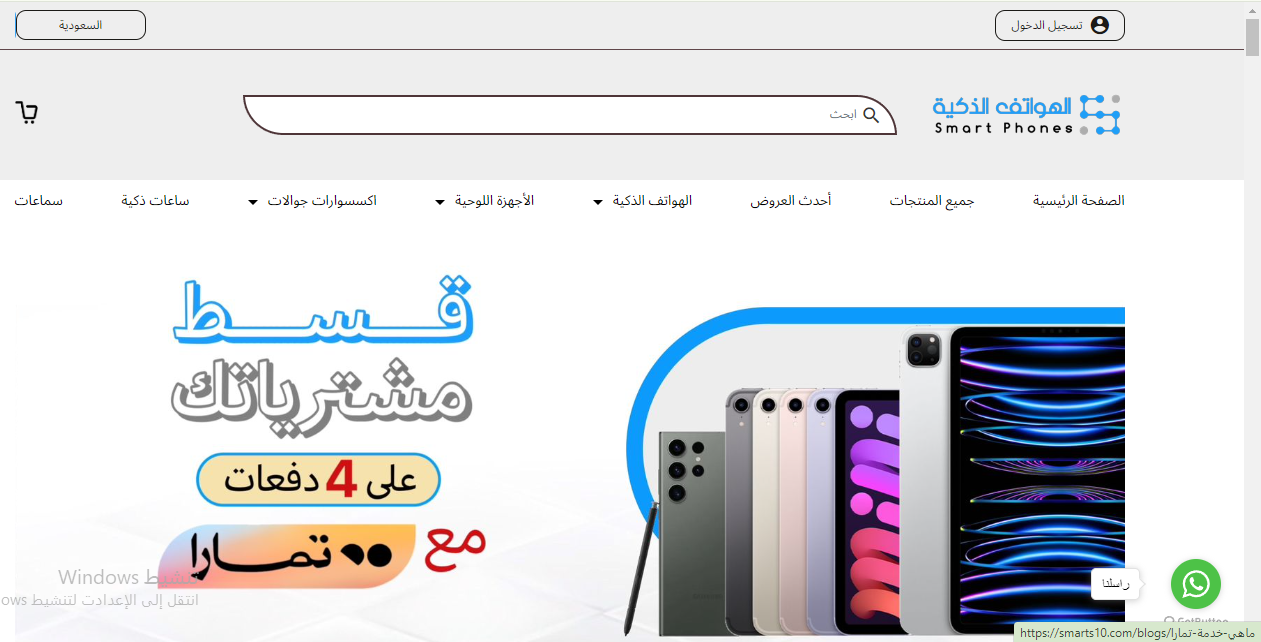 تسجيل الدخول
السعودية
الهواتف الذكية
Smart Phones
ابحث
الصفحة الرئيسية
جميع المنتجات
أحدث العروض
الهواتف الذكية
الأجهزة اللوحية
اكسسوارات جوالات
ساعات ذكية
سماعات
قسط
مشترياتك
على 4 دفعات
مع تمارا
تنشيط Windows
انتقل إلى الإعدادات لتنشيط ows
راسلنا
GetButton
https://smarts10.com/blogs/ماهي-خدمة-تمارا